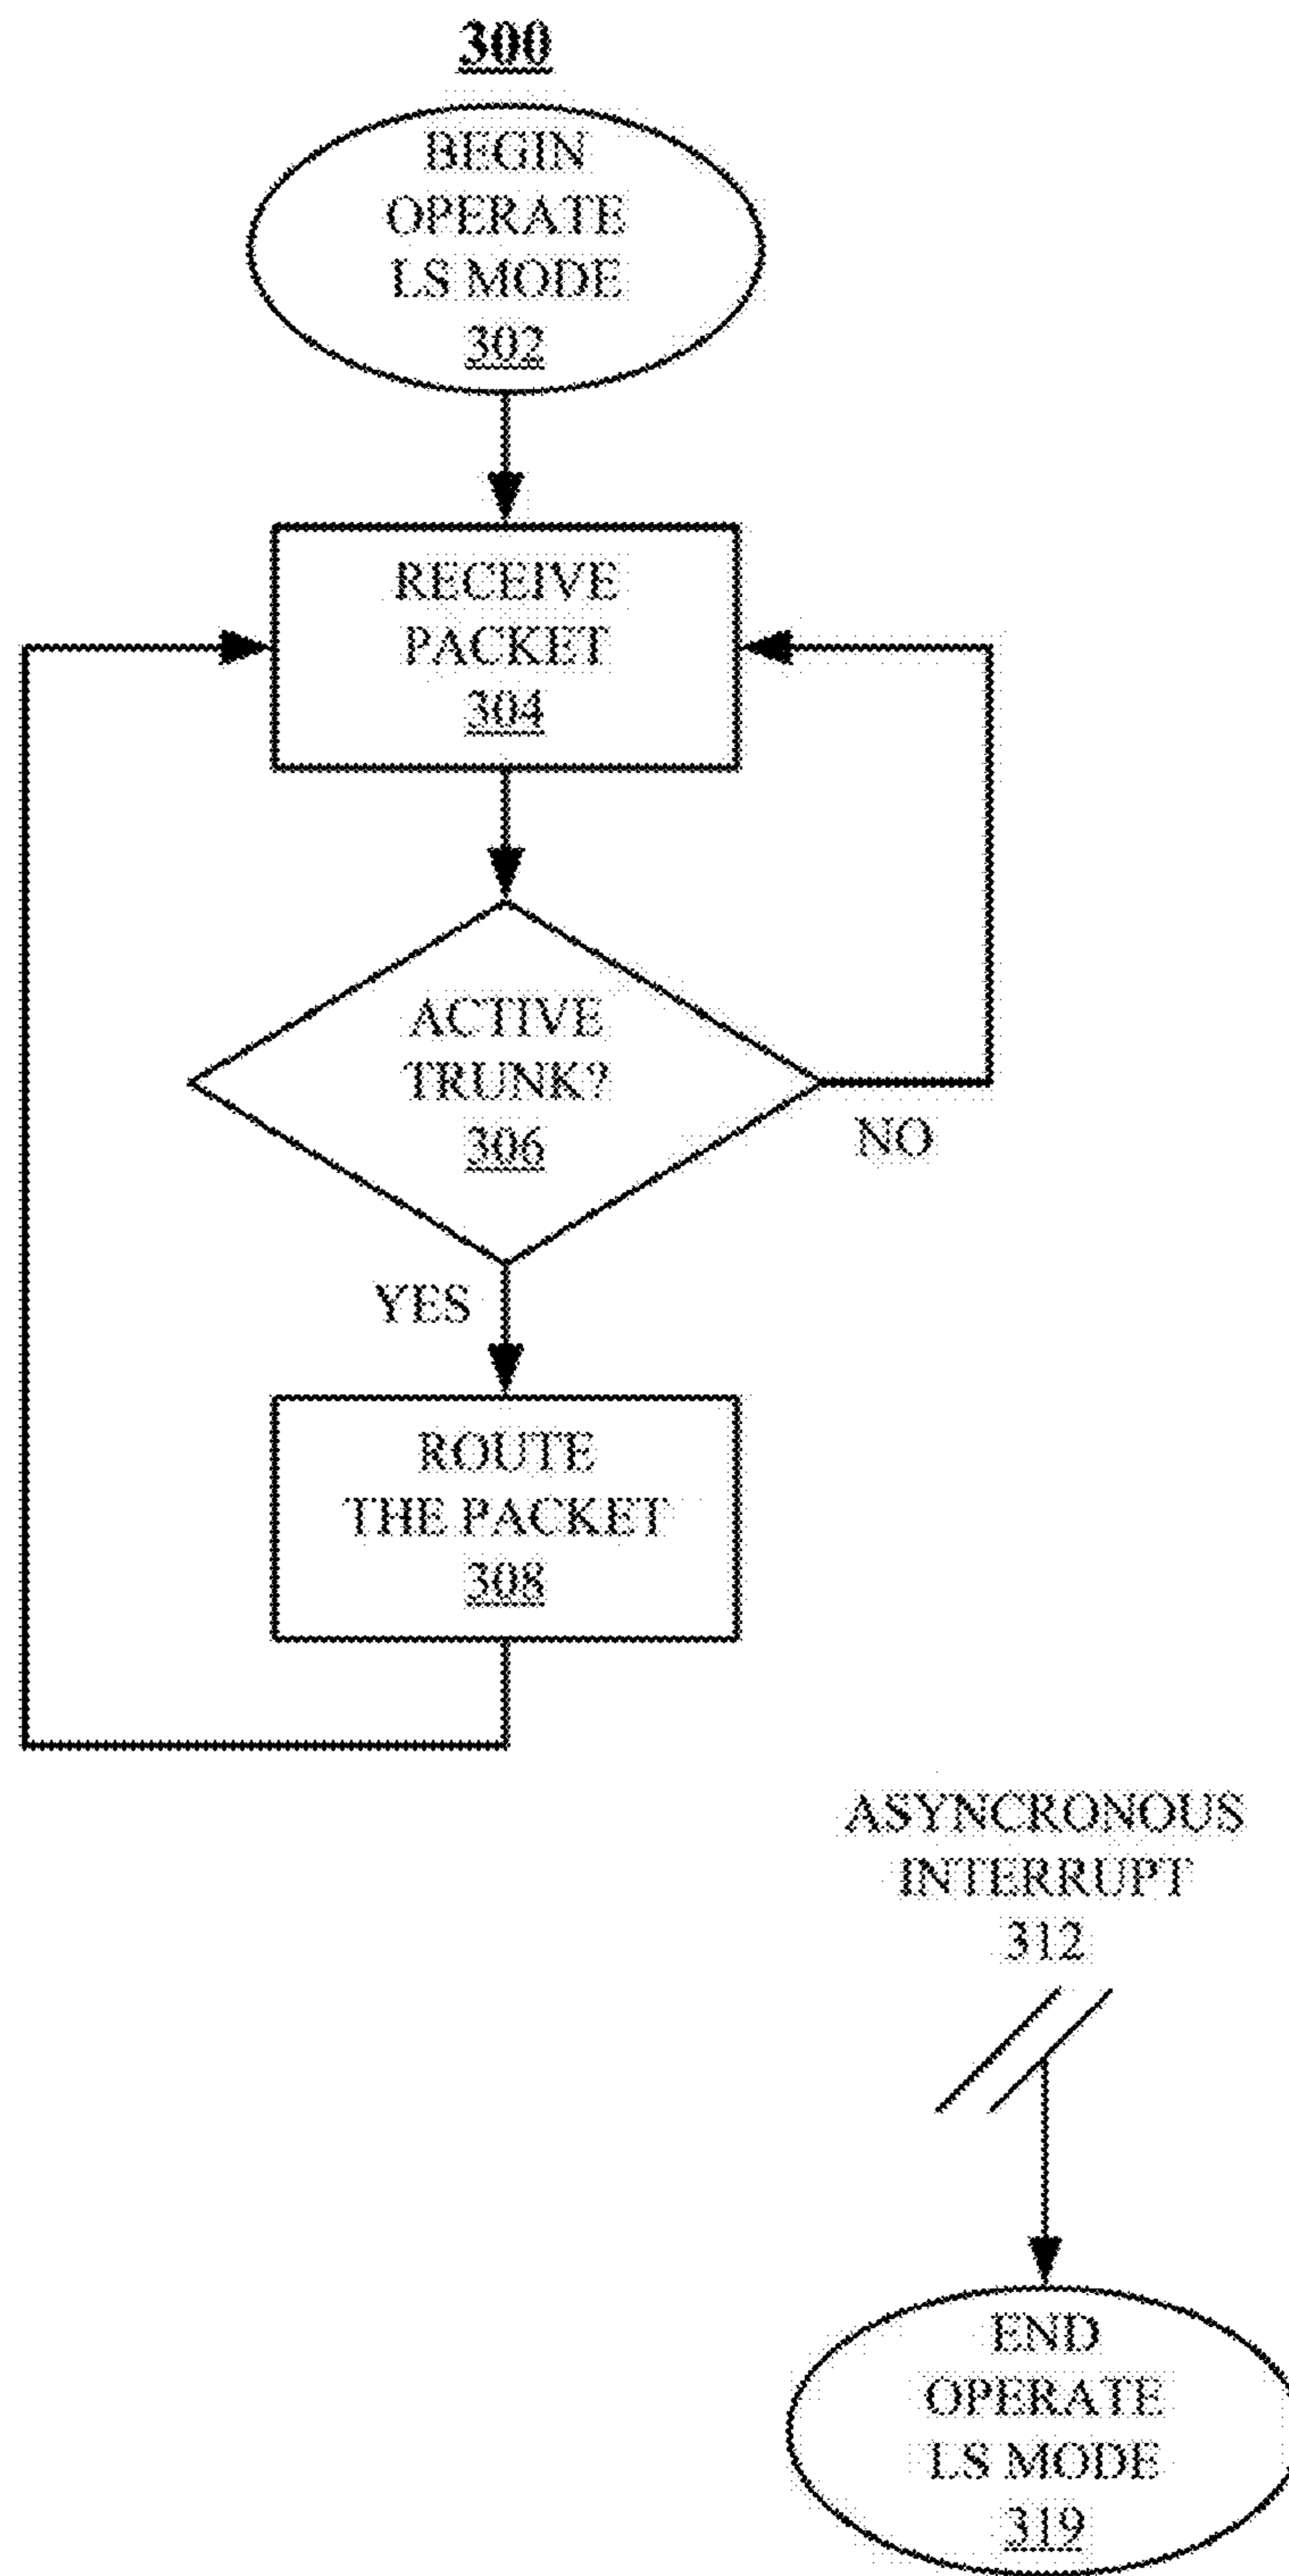 300
BEGIN
OPERATE
LS MODE
302
RECEIVE
PACKET
304
ACTIVE
TRUNK?
306
NO
YES
ROUTE
THE PACKET
308
ASYNCRONOUS
INTERRUPT
312
END
OPERATE
LS MODE
319